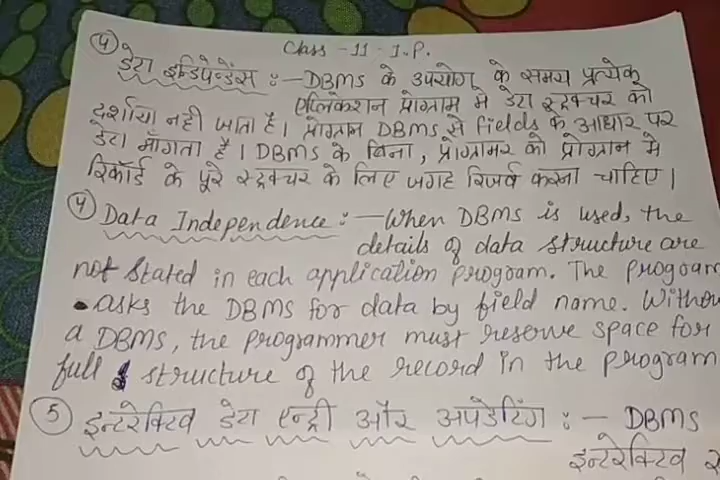 Class - 11 - I.P.
(4) डेटा इन्डिपेन्डेंस :- DBMS के उपयोग के समय प्रत्येक
एप्लिकेशन प्रोग्राम मे डेटा स्ट्रक्चर को
दर्शाया नही जाता है। प्रोग्राम DBMS से fields के आधार पर
डेटा माँगता है। DBMS के बिना, प्रोग्रामर को प्रोग्राम मे
रिकॉर्ड के पूरे स्ट्रक्चर के लिए जगह रिजर्व करना चाहिए।
(4) Data Independence :- When DBMS is used, the
details of data structure are
not stated in each application program. The program
asks the DBMS for data by field name. Withou
a DBMS, the programmer must reserve space for
full structure of the record in the program
(5) इन्टरेक्टिव डेटा एन्ट्री और अपडेटिंग :- DBMS
इन्टरेक्टिव